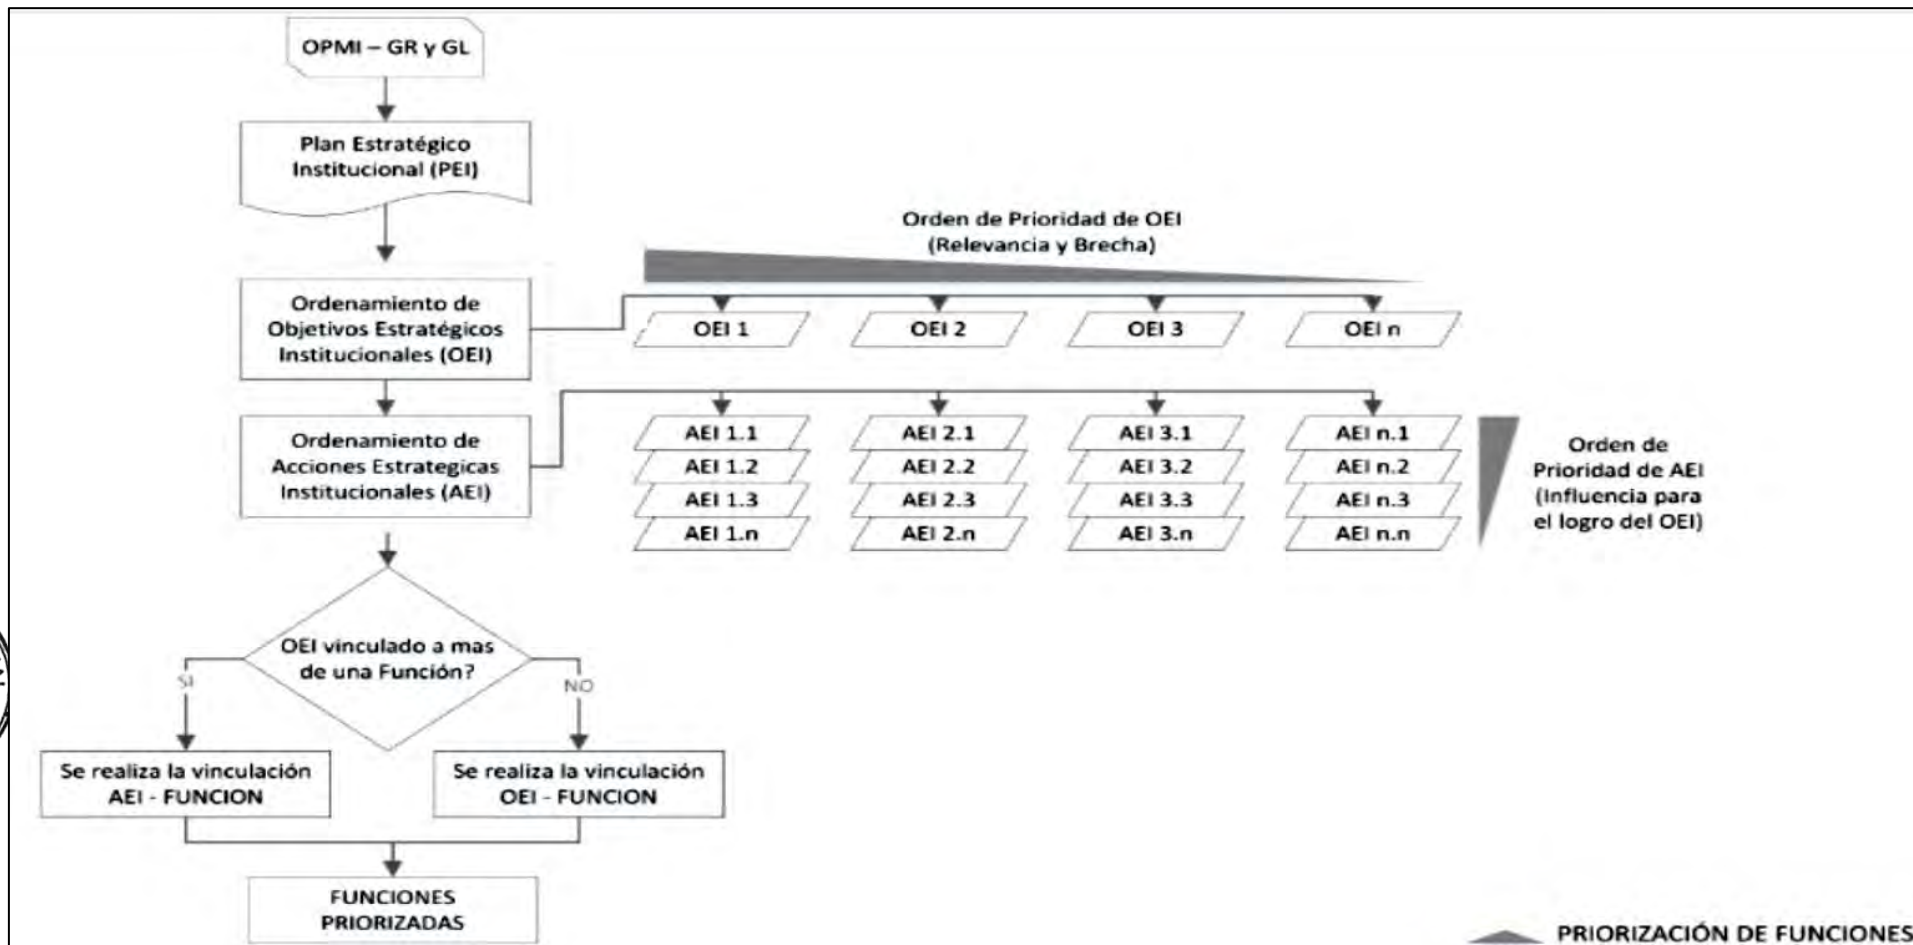 OPMI – GR y GL
Plan Estratégico
Institucional (PEI)
Orden de Prioridad de OEI
(Relevancia y Brecha)
Ordenamiento de
Objetivos Estratégicos
Institucionales (OEI)
OEI 1
OEI 2
OEI 3
OEI n
Ordenamiento de
Acciones Estrategicas
Institucionales (AEI)
AEI 1.1
AEI 1.2
AEI 1.3
AEI 1.n
AEI 2.1
AEI 2.2
AEI 2.3
AEI 2.n
AEI 3.1
AEI 3.2
AEI 3.3
AEI 3.n
AEI n.1
AEI n.2
AEI n.3
AEI n.n
Orden de
Prioridad de AEI
(Influencia para
el logro del OEI)
OEI vinculado a mas
de una Función?
SI
NO
Se realiza la vinculación
AEI - FUNCION
Se realiza la vinculación
OEI - FUNCION
FUNCIONES
PRIORIZADAS
PRIORIZACIÓN DE FUNCIONES